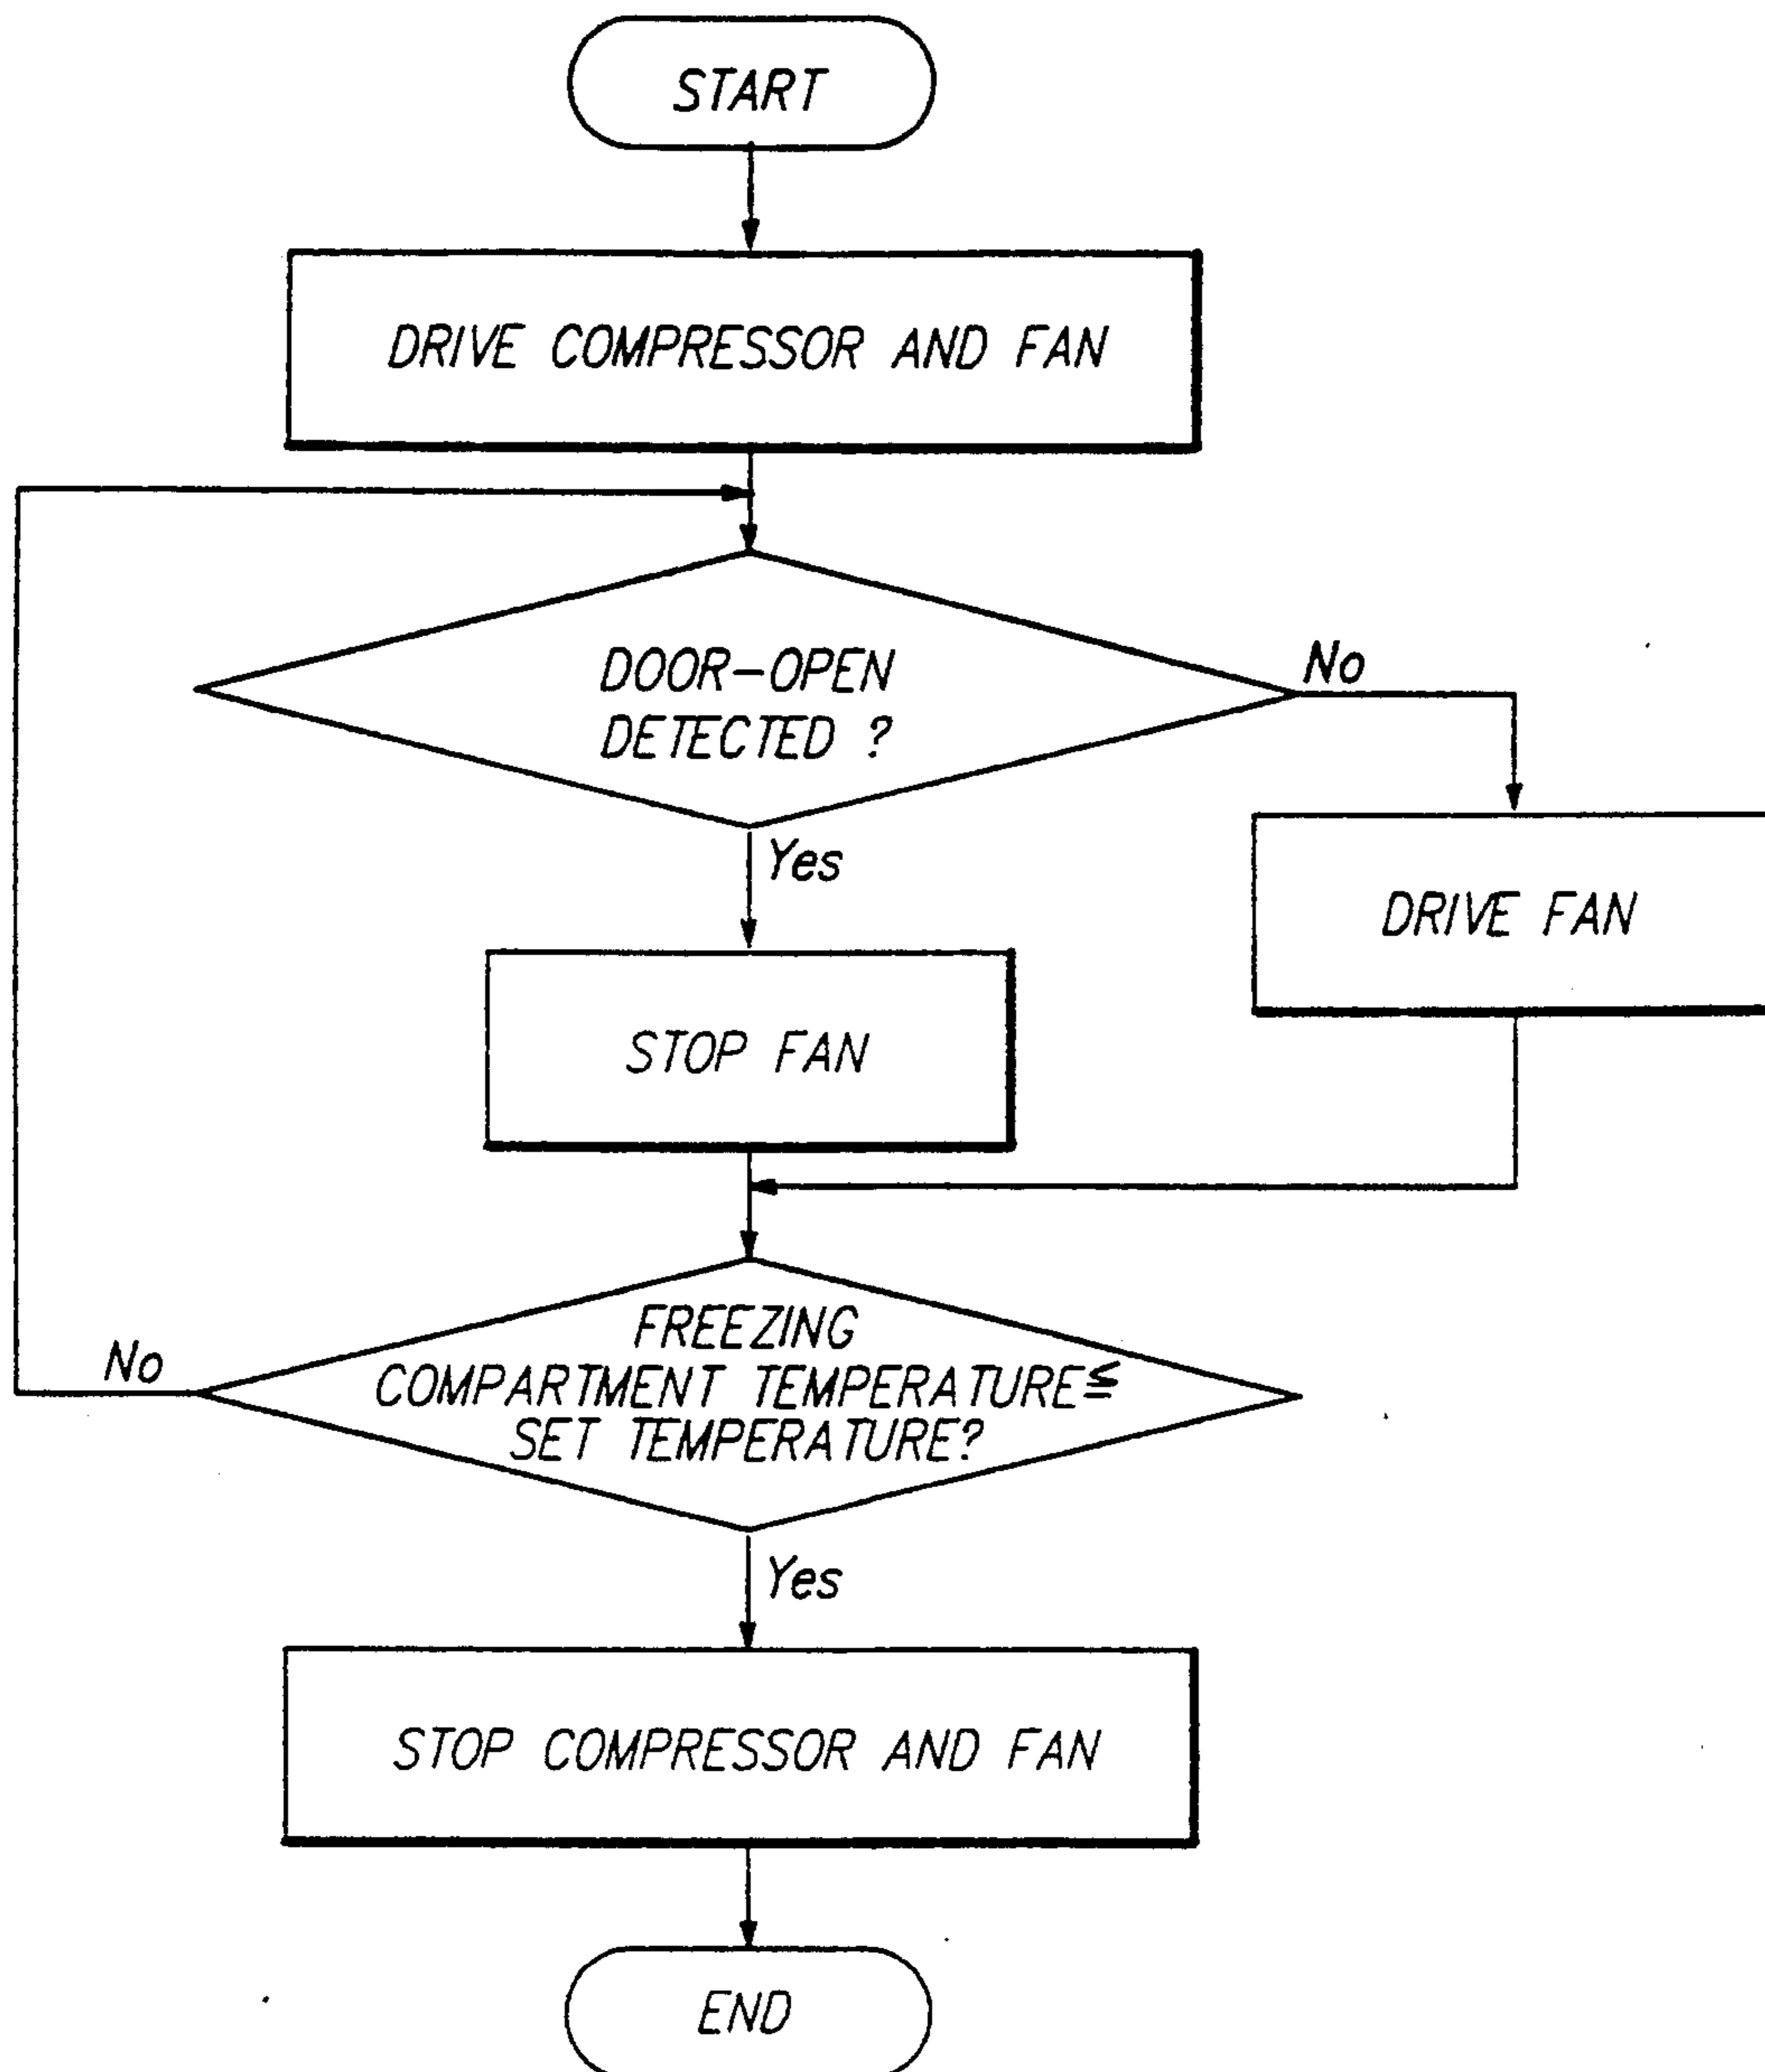 START
DRIVE COMPRESSOR AND FAN
DOOR-OPEN
DETECTED ?
No
Yes
DRIVE FAN
STOP FAN
FREEZING
COMPARTMENT TEMPERATURE≦
SET TEMPERATURE?
No
Yes
STOP COMPRESSOR AND FAN
END